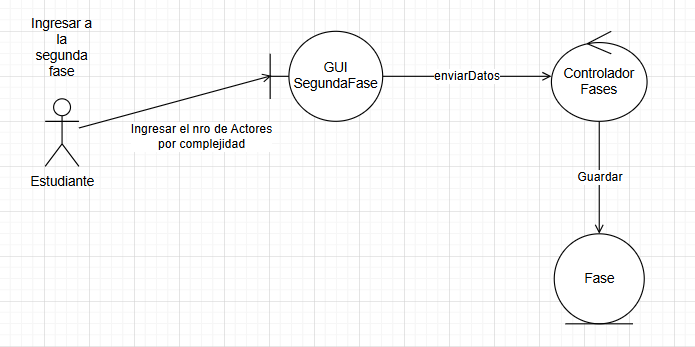 Ingresar a
la
segunda
fase
Estudiante
Ingresar el nro de Actores
por complejidad
GUI
SegundaFase
enviarDatos
Controlador
Fases
Guardar
Fase